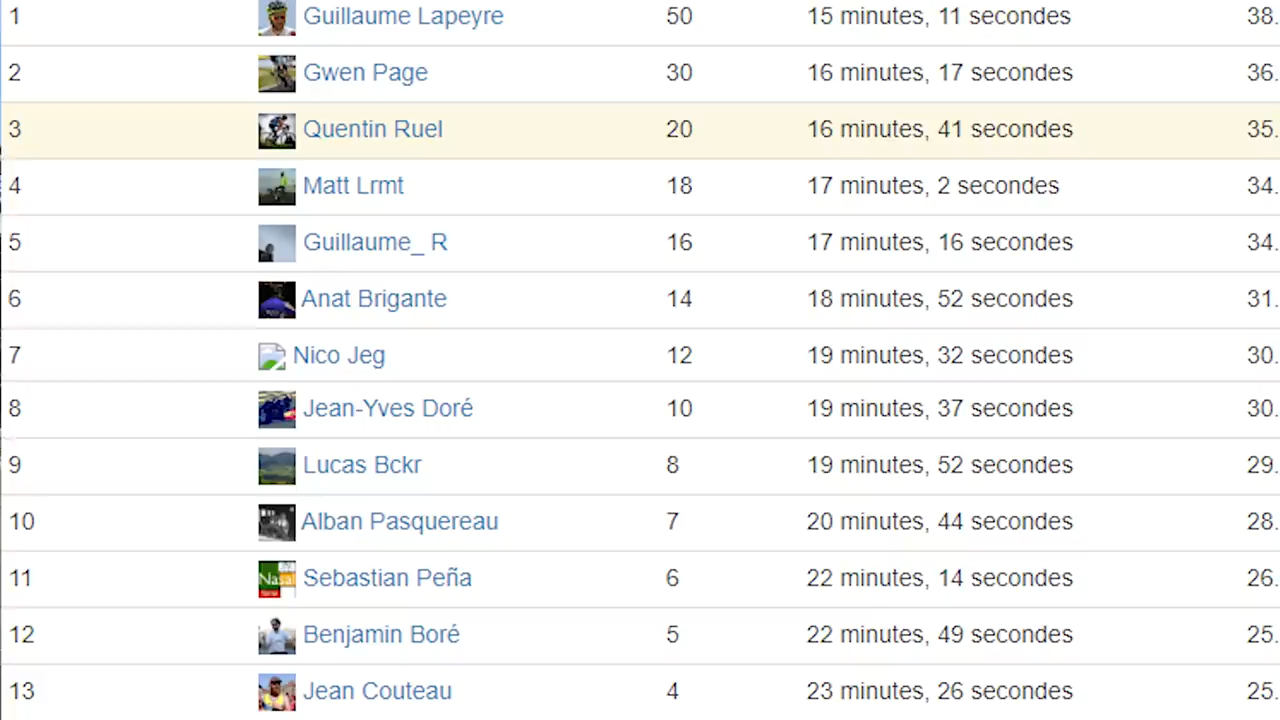 1 Guillaume Lapeyre 50 15 minutes, 11 secondes 38.
2 Gwen Page 30 16 minutes, 17 secondes 36.
3 Quentin Ruel 20 16 minutes, 41 secondes 35.
4 Matt Lrmt 18 17 minutes, 2 secondes 34.
5 Guillaume_ R 16 17 minutes, 16 secondes 34.
6 Anat Brigante 14 18 minutes, 52 secondes 31.
7 Nico Jeg 12 19 minutes, 32 secondes 30.
8 Jean-Yves Doré 10 19 minutes, 37 secondes 30.
9 Lucas Bckr 8 19 minutes, 52 secondes 29.
10 Alban Pasquereau 7 20 minutes, 44 secondes 28.
11 Nasal Sebastian Peña 6 22 minutes, 14 secondes 26.
12 Benjamin Boré 5 22 minutes, 49 secondes 25.
13 Jean Couteau 4 23 minutes, 26 secondes 25.